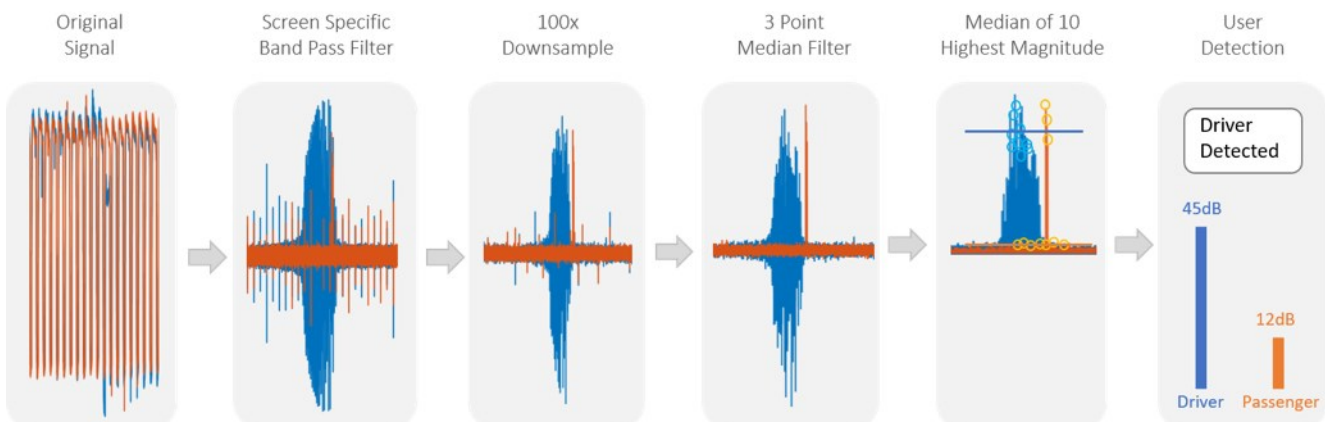 Original
Signal
Screen Specific
Band Pass Filter
100x
Downsample
3 Point
Median Filter
Median of 10
Highest Magnitude
User
Detection
Driver
Detected
45dB
12dB
Driver
Passenger